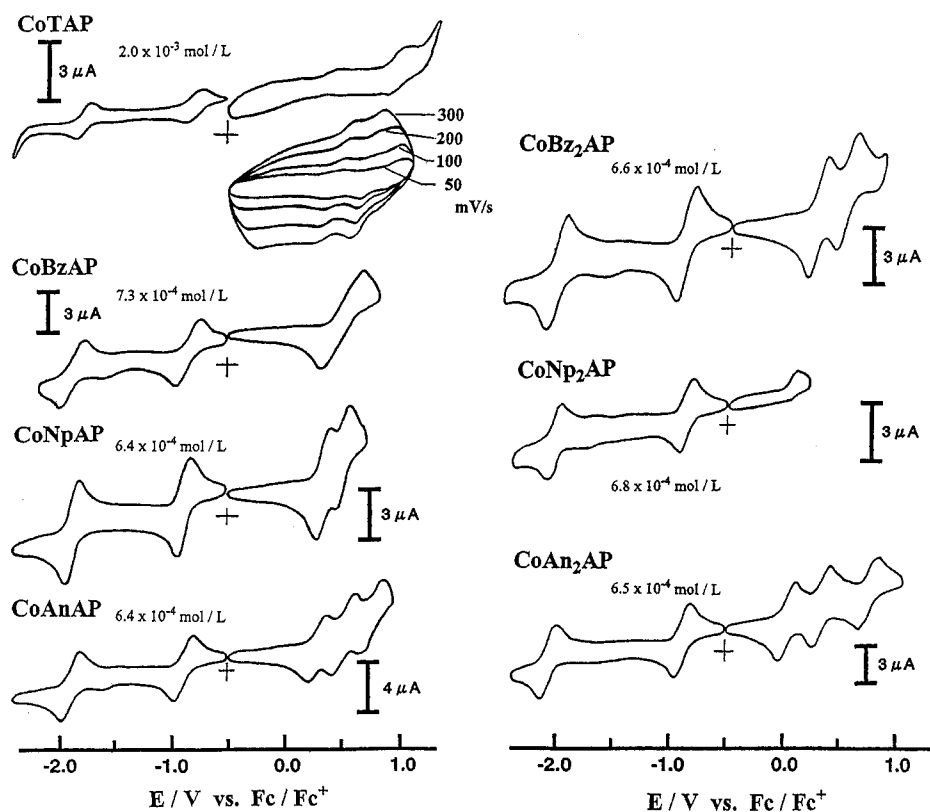 CoTAP
2.0 x 10⁻³ mol / L
3 μA
300
200
100
50
mV/s
CoBzAP
7.3 x 10⁻⁴ mol / L
3 μA
CoNpAP
6.4 x 10⁻⁴ mol / L
3 μA
CoAnAP
6.4 x 10⁻⁴ mol / L
4 μA
-2.0
-1.0
0.0
1.0
E / V vs. Fc / Fc⁺
CoBz₂AP
6.6 x 10⁻⁴ mol / L
3 μA
CoNp₂AP
3 μA
6.8 x 10⁻⁴ mol / L
CoAn₂AP
6.5 x 10⁻⁴ mol / L
3 μA
-2.0
-1.0
0.0
1.0
E / V vs. Fc / Fc⁺